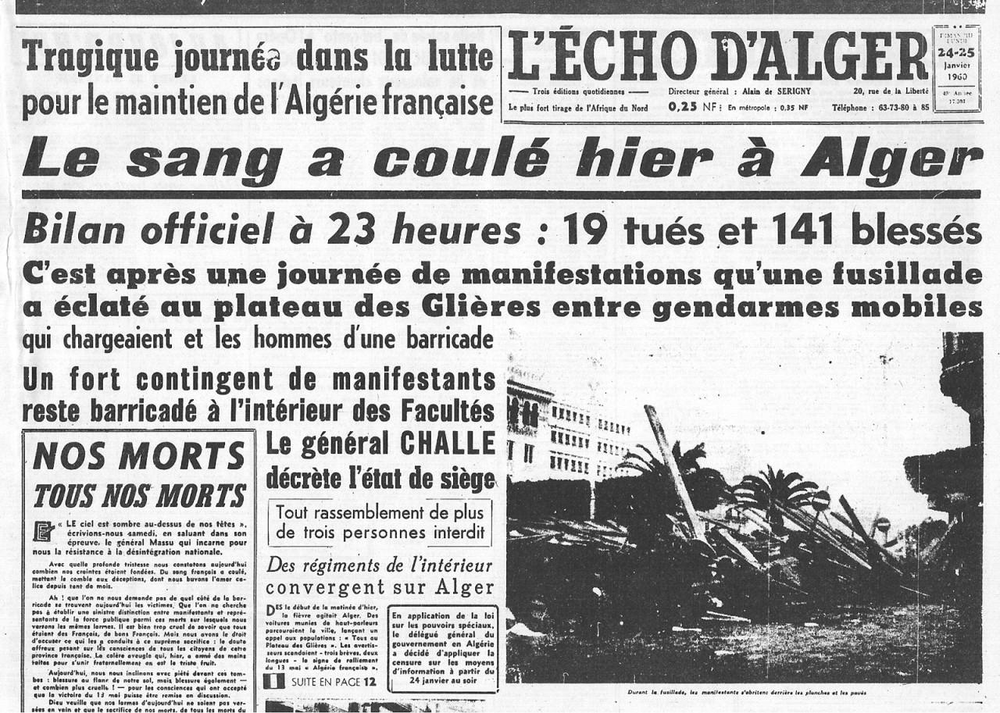 Tragique journée dans la lutte
pour le maintien de l'Algérie française
L'ÉCHO D'ALGER
— Trois éditions quotidiennes —
Directeur général : Alain de SERIGNY
20, rue de la Liberté
Le plus fort tirage de l'Afrique du Nord
0,25 NF : En métropole : 0,35 NF
Téléphone : 63-73-80 à 85
24-25
Janvier
1960
Le sang a coulé hier à Alger
Bilan officiel à 23 heures : 19 tués et 141 blessés
C'est après une journée de manifestations qu'une fusillade
a éclaté au plateau des Glières entre gendarmes mobiles
qui chargeaient et les hommes d'une barricade
Un fort contingent de manifestants
reste barricadé à l'intérieur des Facultés
NOS MORTS
TOUS NOS MORTS
« LE ciel est sombre au-dessus de nos têtes »,
écrivions-nous samedi, en saluant dans son
épreuve, le général Massu qui incarne pour
nous la résistance à la désintégration nationale.
Avec quelle profonde tristesse nous constatons aujourd'hui
combien nos craintes étaient fondées. Du sang français a coulé,
mettant le comble aux déceptions, dont nous buvons l'amer ca-
lice depuis tant de mois.
Ah ! que l'on ne nous demande pas de quel côté de la bar-
ricade se trouvent aujourd'hui les victimes. Que l'on ne cherche
pas à établir une sinistre distinction entre manifestants et repré-
sentants de la force publique parmi ces morts sur lesquels nous
versons les mêmes larmes. Il est bien trop cruel de savoir que tous
étaient des Français, de bons Français. Mais nous avons le droit
d'accuser ce qui les a conduits à ce suprême sacrifice : le doute
affreux pesant sur les consciences de tous les citoyens de cette
province française. La colère aveugle qui, hier, a armé des mains
faites pour s'unir fraternellement en est le triste fruit.
Aujourd'hui, nous nous inclinons avec piété devant ces tom-
bes : blessure au flanc de notre sol, mais blessure également —
et combien plus cruelle ! — pour les consciences qui ont accepté
que la victoire du 13 mai puisse être remise en discussion.
Dieu veuille que nos larmes d'aujourd'hui ne soient pas ver-
sées en vain et que le sacrifice de nos morts, de tous les morts du
Le général CHALLE
décrète l'état de siège
Tout rassemblement de plus
de trois personnes interdit
Des régiments de l'intérieur
convergent sur Alger
DES le début de la matinée d'hier,
la fièvre agitait Alger. Des
voitures munies de haut-parleurs
parcouraient la ville, lançant un
appel aux populations : « Tous au
Plateau des Glières ». Les avertis-
seurs scandaient - trois brèves, deux
longues - le signe de ralliement
du 13 mai « Algérie française ».
SUITE EN PAGE 12
En application de la loi
sur les pouvoirs spéciaux,
le délégué général du
gouvernement en Algérie
a décidé d'appliquer la
censure sur les moyens
d'information à partir du
24 janvier au soir
Durant la fusillade, les manifestants s'abritent derrière les planches et les pavés